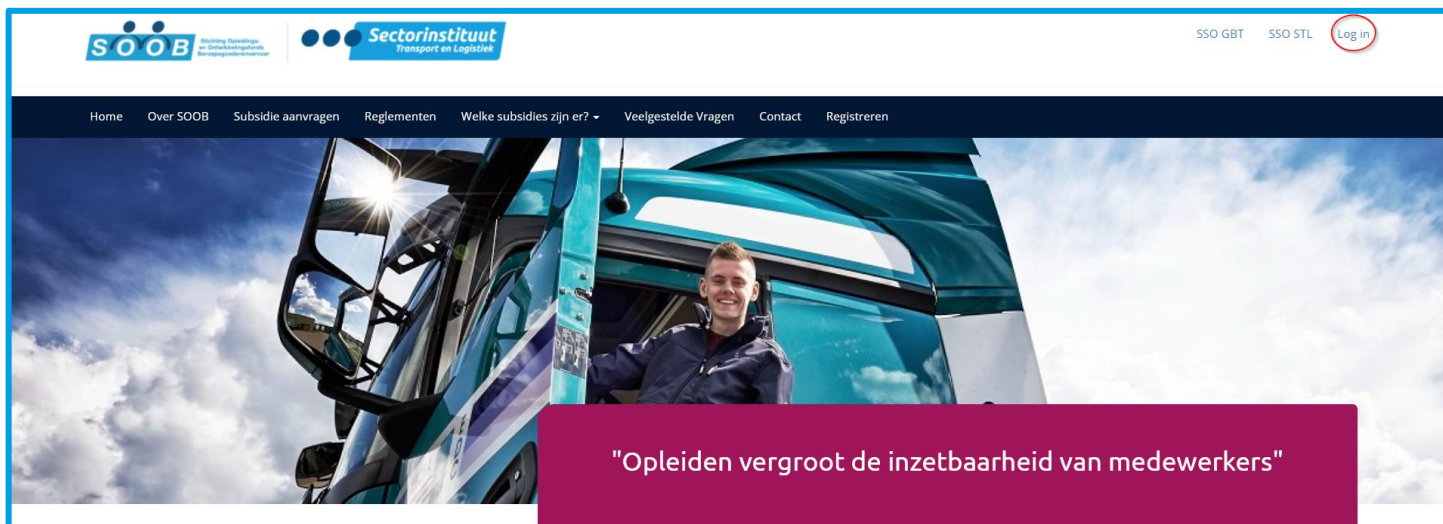 SOOB
Stichting Opleidings-
en Ontwikkelingsfonds
Beroepsgoederenvervoer
Sectorinstituut
Transport en Logistiek
SSO GBT SSO STL Log in
Home Over SOOB Subsidie aanvragen Reglementen Welke subsidies zijn er? Veelgestelde Vragen Contact Registreren
"Opleiden vergroot de inzetbaarheid van medewerkers"